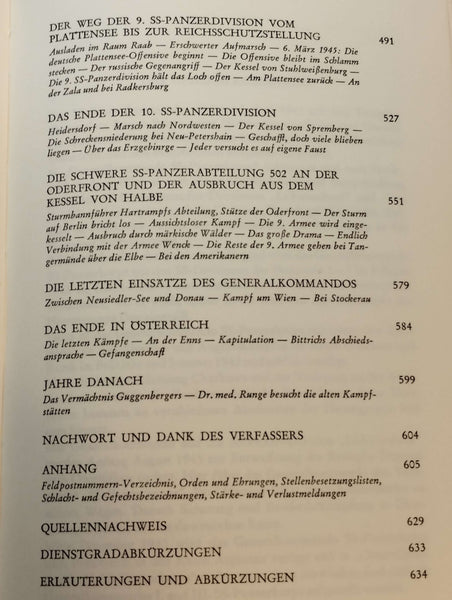 DER WEG DER 9. SS-PANZERDIVISION VOM
PLATTENSEE BIS ZUR REICHSSCHUTZSTELLUNG 491
Ausladen im Raum Raab — Erschwerter Aufmarsch — 6. März 1945: Die
deutsche Plattensee-Offensive beginnt — Die Offensive bleibt im Schlamm
stecken — Der russische Gegenangriff — Der Kessel von Stuhlweißenburg —
Die 9. SS-Panzerdivision hält das Loch offen — Am Plattensee zurück — An
der Zala und bei Radkersburg
DAS ENDE DER 10. SS-PANZERDIVISION 527
Heidersdorf — Marsch nach Nordwesten — Der Kessel von Spremberg —
Die Schreckensniederung bei Neu-Petershain — Geschafft, doch viele blieben
liegen — Über das Erzgebirge — Jeder versucht es auf eigene Faust
DIE SCHWERE SS-PANZERABTEILUNG 502 AN DER
ODERFRONT UND DER AUSBRUCH AUS DEM
KESSEL VON HALBE 551
Sturmbannführer Hartrampfs Abteilung, Stütze der Oderfront — Der Sturm
auf Berlin bricht los — Aussichtsloser Kampf — Die 9. Armee wird einge-
kesselt — Ausbruch durch märkische Wälder — Das große Drama — Endlich
Verbindung mit der Armee Wenck — Die Reste der 9. Armee gehen bei Tan-
germünde über die Elbe — Bei den Amerikanern
DIE LETZTEN EINSÄTZE DES GENERALKOMMANDOS 579
Zwischen Neusiedler-See und Donau — Kampf um Wien — Bei Stockerau
DAS ENDE IN ÖSTERREICH 584
Die letzten Kämpfe — An der Enns — Kapitulation — Bittrichs Abschieds-
ansprache — Gefangenschaft
JAHRE DANACH 599
Das Vermächtnis Guggenbergers — Dr. med. Runge besucht die alten Kampf-
stätten
NACHWORT UND DANK DES VERFASSERS 604
ANHANG 605
Feldpostnummern-Verzeichnis, Orden und Ehrungen, Stellenbesetzungslisten,
Schlacht- und Gefechtsbezeichnungen, Stärke- und Verlustmeldungen
QUELLENNACHWEIS 629
DIENSTGRADABKÜRZUNGEN 633
ERLÄUTERUNGEN UND ABKÜRZUNGEN 634